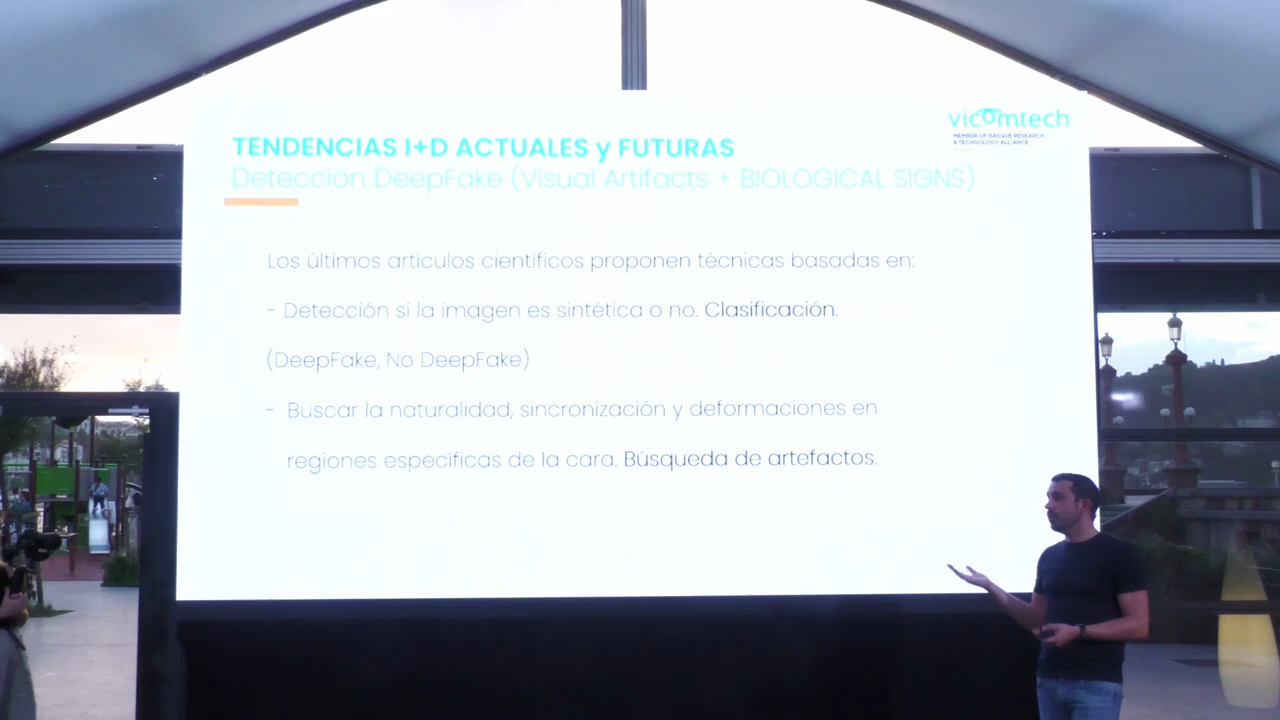 vicomtech
MEMBER OF BASQUE RESEARCH
& TECHNOLOGY ALLIANCE
TENDENCIAS I+D ACTUALES y FUTURAS
Detección DeepFake (Visual Artifacts + BIOLOGICAL SIGNS)
Los últimos artículos científicos proponen técnicas basadas en:
- Detección si la imagen es sintética o no. Clasificación.
(DeepFake, No DeepFake)
- Buscar la naturalidad, sincronización y deformaciones en
regiones específicas de la cara. Búsqueda de artefactos.